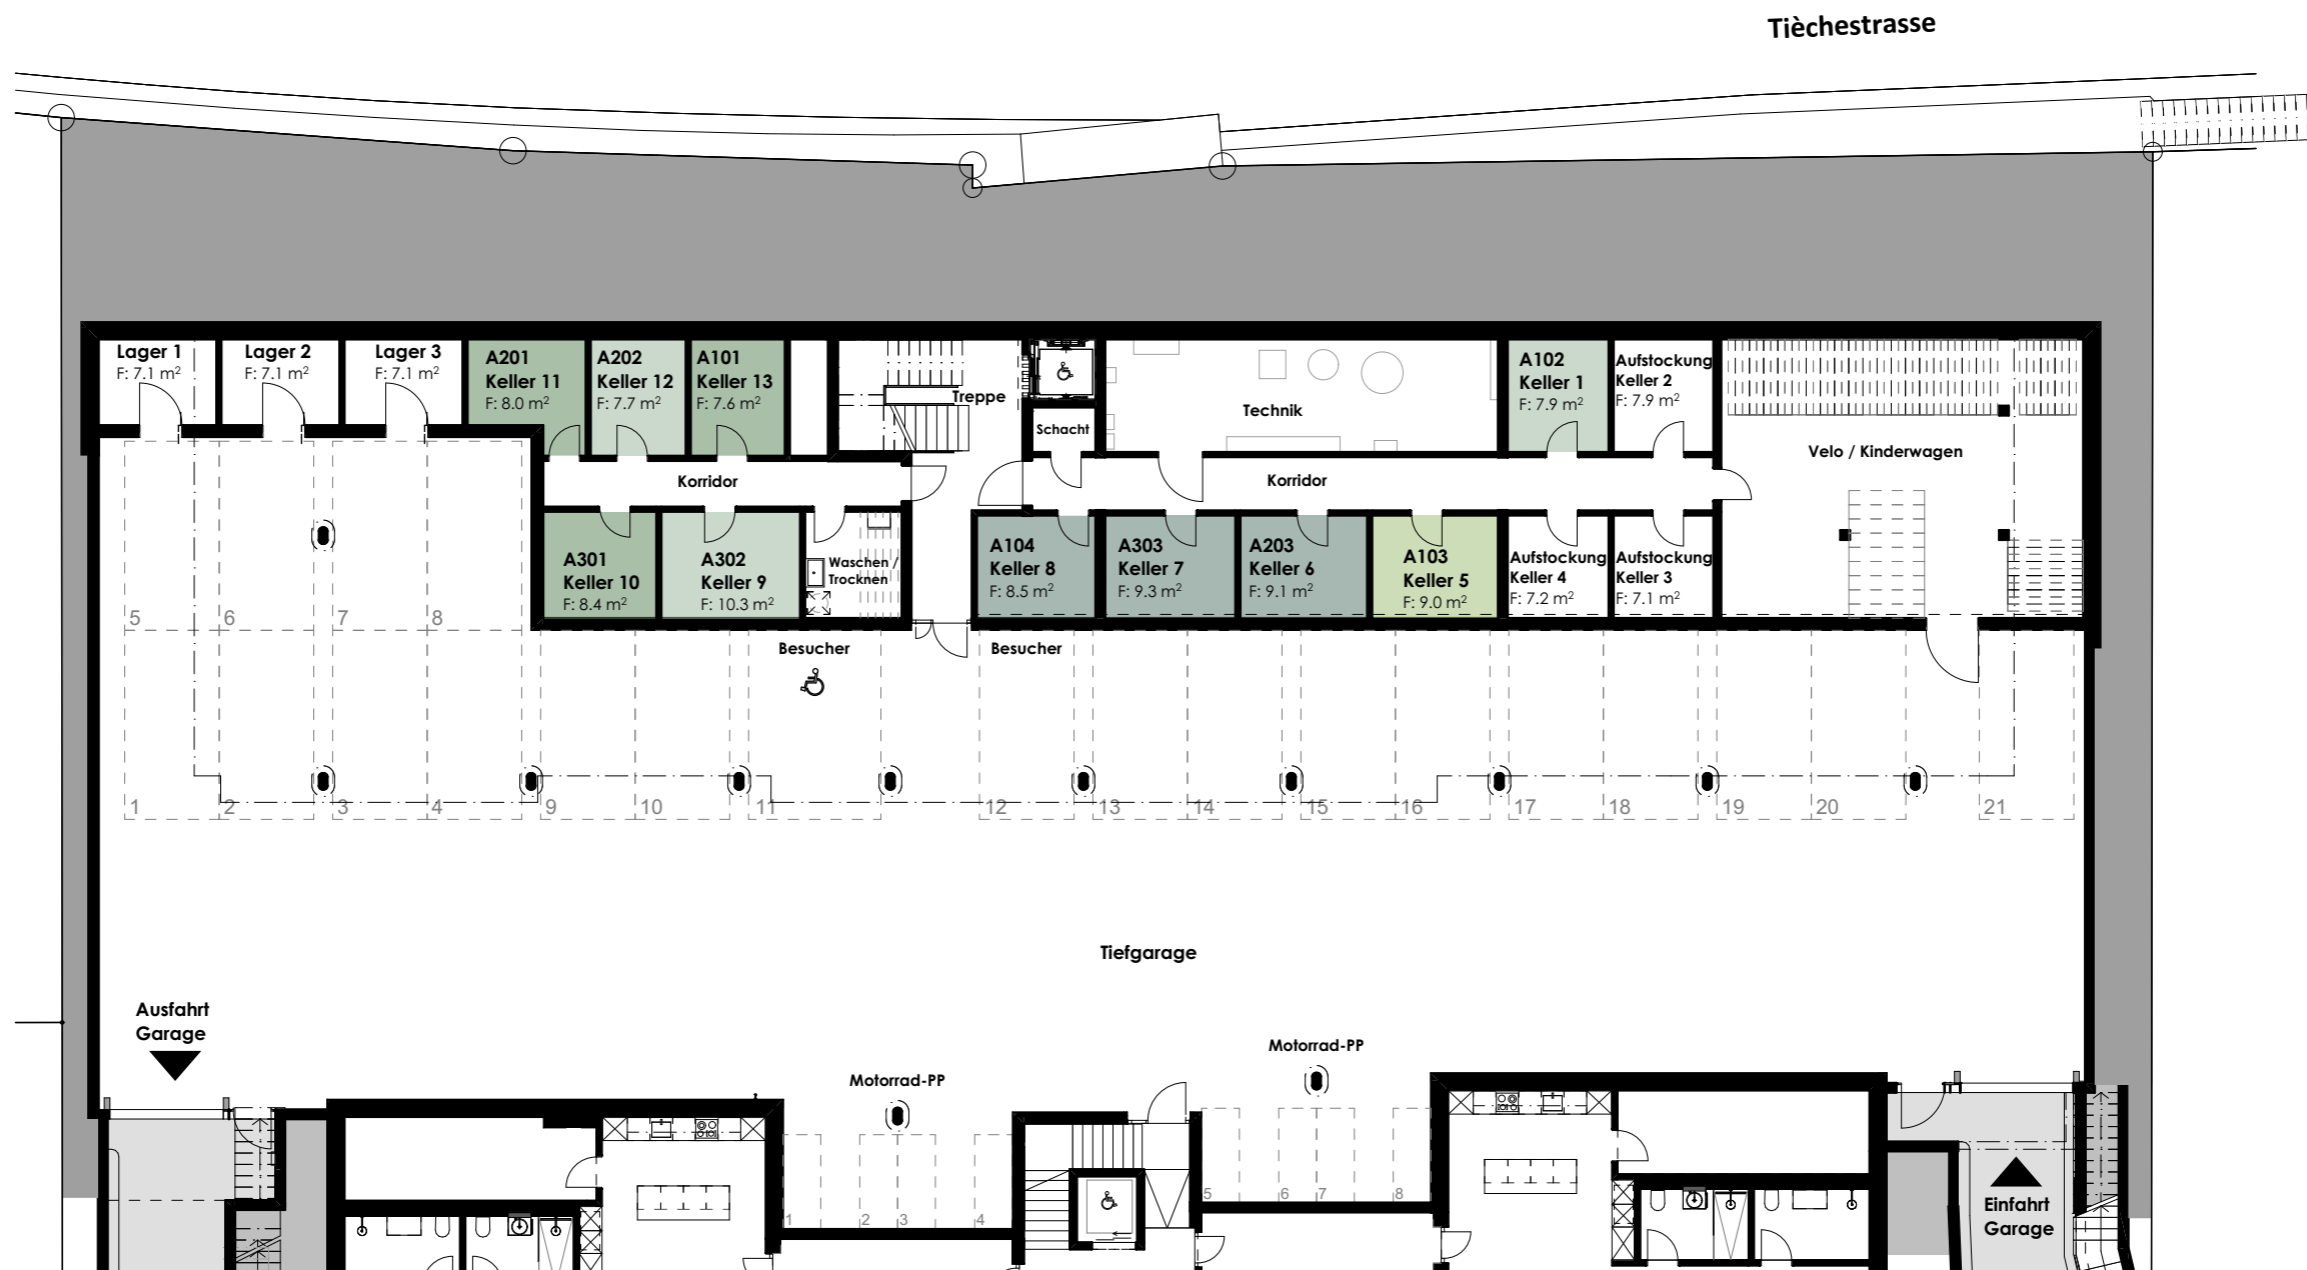 Tièchestrasse
Lager 1
F: 7.1 m²
Lager 2
F: 7.1 m²
Lager 3
F: 7.1 m²
A201
Keller 11
F: 8.0 m²
A202
Keller 12
F: 7.7 m²
A101
Keller 13
F: 7.6 m²
Treppe
Schacht
Technik
A102
Keller 1
F: 7.9 m²
Aufstockung
Keller 2
F: 7.9 m²
Velo / Kinderwagen
Korridor
Korridor
A301
Keller 10
F: 8.4 m²
A302
Keller 9
F: 10.3 m²
Waschen /
Trocknen
A104
Keller 8
F: 8.5 m²
A303
Keller 7
F: 9.3 m²
A203
Keller 6
F: 9.1 m²
A103
Keller 5
F: 9.0 m²
Aufstockung
Keller 4
F: 7.2 m²
Aufstockung
Keller 3
F: 7.1 m²
5
6
7
8
Besucher
Besucher
1
2
3
4
9
10
11
12
13
14
15
16
17
18
19
20
21
Tiefgarage
Ausfahrt
Garage
Motorrad-PP
Motorrad-PP
1
2
3
4
5
6
7
8
Einfahrt
Garage